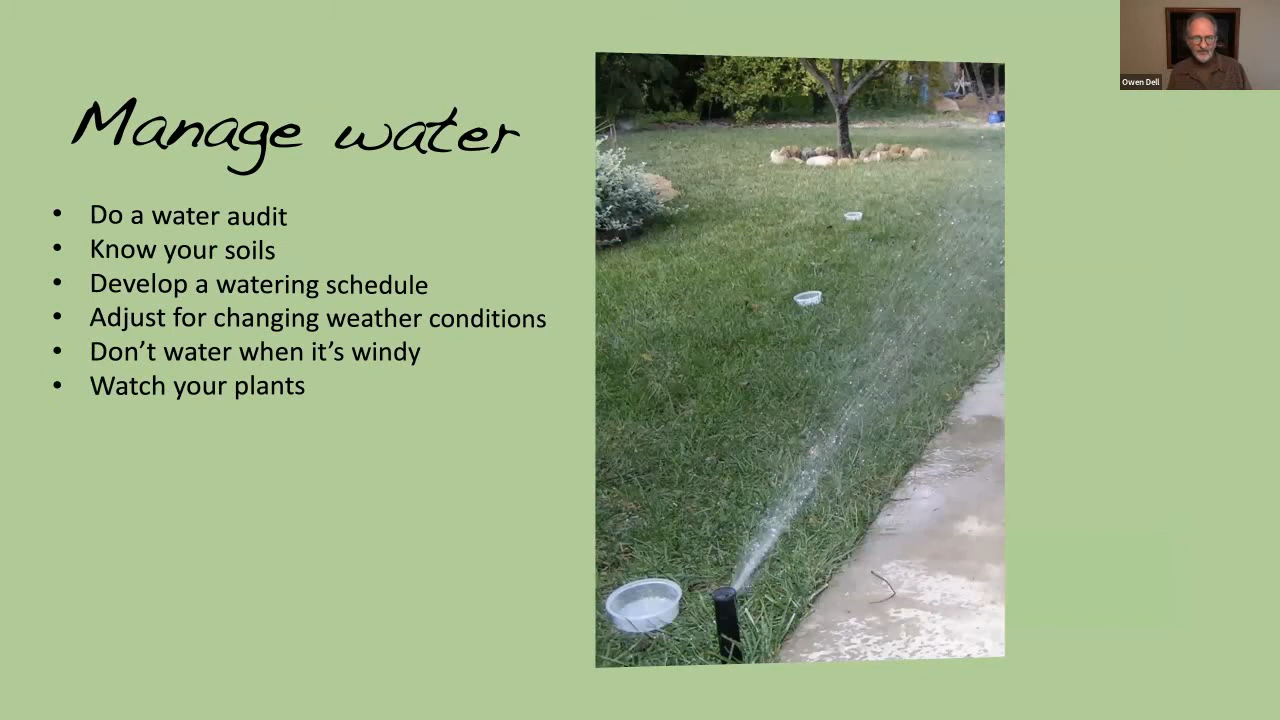 Manage water
• Do a water audit
• Know your soils
• Develop a watering schedule
• Adjust for changing weather conditions
• Don’t water when it’s windy
• Watch your plants
Owen Dell